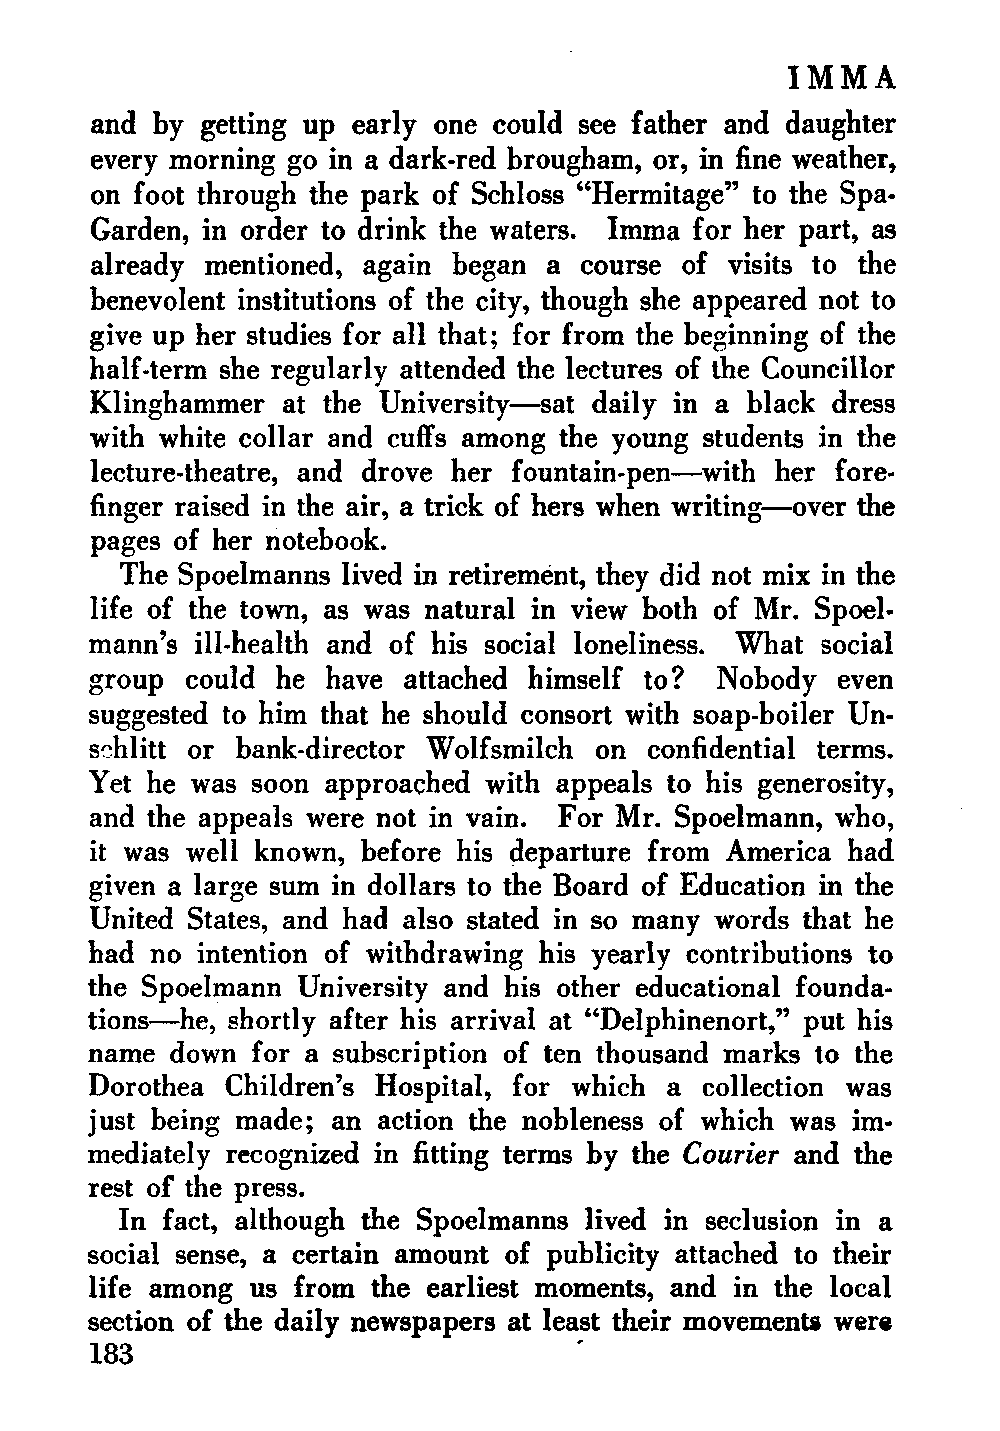 IMMA
and by getting up early one could see father and daughter
every morning go in a dark-red brougham, or, in fine weather,
on foot through the park of Schloss “Hermitage” to the Spa-
Garden, in order to drink the waters. Imma for her part, as
already mentioned, again began a course of visits to the
benevolent institutions of the city, though she appeared not to
give up her studies for all that; for from the beginning of the
half-term she regularly attended the lectures of the Councillor
Klinghammer at the University—sat daily in a black dress
with white collar and cuffs among the young students in the
lecture-theatre, and drove her fountain-pen—with her fore-
finger raised in the air, a trick of hers when writing—over the
pages of her notebook.
The Spoelmanns lived in retirement, they did not mix in the
life of the town, as was natural in view both of Mr. Spoel-
mann’s ill-health and of his social loneliness. What social
group could he have attached himself to? Nobody even
suggested to him that he should consort with soap-boiler Un-
schlitt or bank-director Wolfsmilch on confidential terms.
Yet he was soon approached with appeals to his generosity,
and the appeals were not in vain. For Mr. Spoelmann, who,
it was well known, before his departure from America had
given a large sum in dollars to the Board of Education in the
United States, and had also stated in so many words that he
had no intention of withdrawing his yearly contributions to
the Spoelmann University and his other educational founda-
tions—he, shortly after his arrival at “Delphinenort,” put his
name down for a subscription of ten thousand marks to the
Dorothea Children’s Hospital, for which a collection was
just being made; an action the nobleness of which was im-
mediately recognized in fitting terms by the Courier and the
rest of the press.
In fact, although the Spoelmanns lived in seclusion in a
social sense, a certain amount of publicity attached to their
life among us from the earliest moments, and in the local
section of the daily newspapers at least their movements were
183